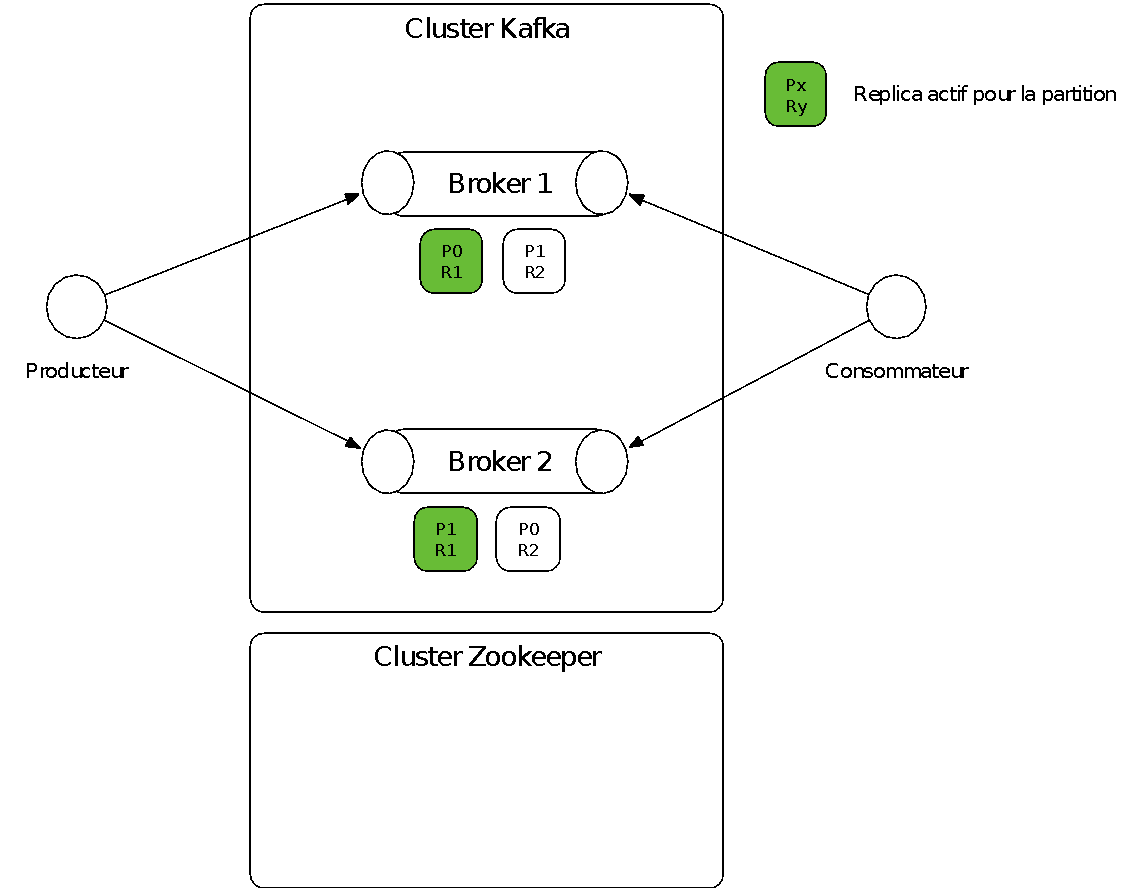 Cluster Kafka
Px
Ry
Replica actif pour la partition
Broker 1
P0
R1
P1
R2
Producteur
Consommateur
Broker 2
P1
R1
P0
R2
Cluster Zookeeper